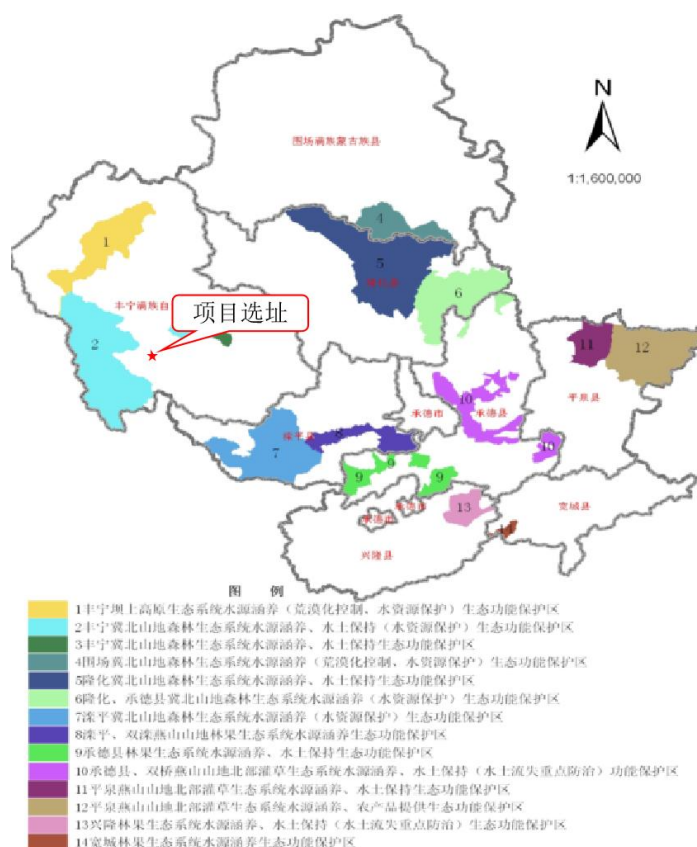 N
1:1,600,000
围场满族蒙古族县
4
1
5
6
丰宁满族自
项目选址
2
11
12
平泉县
10
承德市
承德县
滦平县
8
10
7
9
9
9
13
宽城县
承德市
承德市
兴隆县
图 例
1丰宁坝上高原生态系统水源涵养（荒漠化控制、水资源保护）生态功能保护区
2丰宁冀北山地森林生态系统水源涵养、水土保持（水资源保护）生态功能保护区
3丰宁冀北山地森林生态系统水源涵养、水土保持生态功能保护区
4围场冀北山地森林生态系统水源涵养（荒漠化控制、水资源保护）生态功能保护区
5隆化冀北山地森林生态系统水源涵养、水土保持生态功能保护区
6隆化、承德县冀北山地森林生态系统水源涵养（水资源保护）生态功能保护区
7滦平冀北山地森林生态系统水源涵养（水资源保护）生态功能保护区
8滦平、双滦燕山山地林果生态系统水源涵养生态功能保护区
9承德县林果生态系统水源涵养、水土保持生态功能保护区
10承德县、双桥燕山山地北部灌草生态系统水源涵养、水土保持（水土流失重点防治）功能保护区
11平泉燕山山地北部灌草生态系统水源涵养、水土保持生态功能保护区
12平泉燕山山地北部灌草生态系统水源涵养、农产品提供生态功能保护区
13兴隆林果生态系统水源涵养、水土保持（水土流失重点防治）生态功能保护区
14宽城林果生态系统水源涵养生态功能保护区